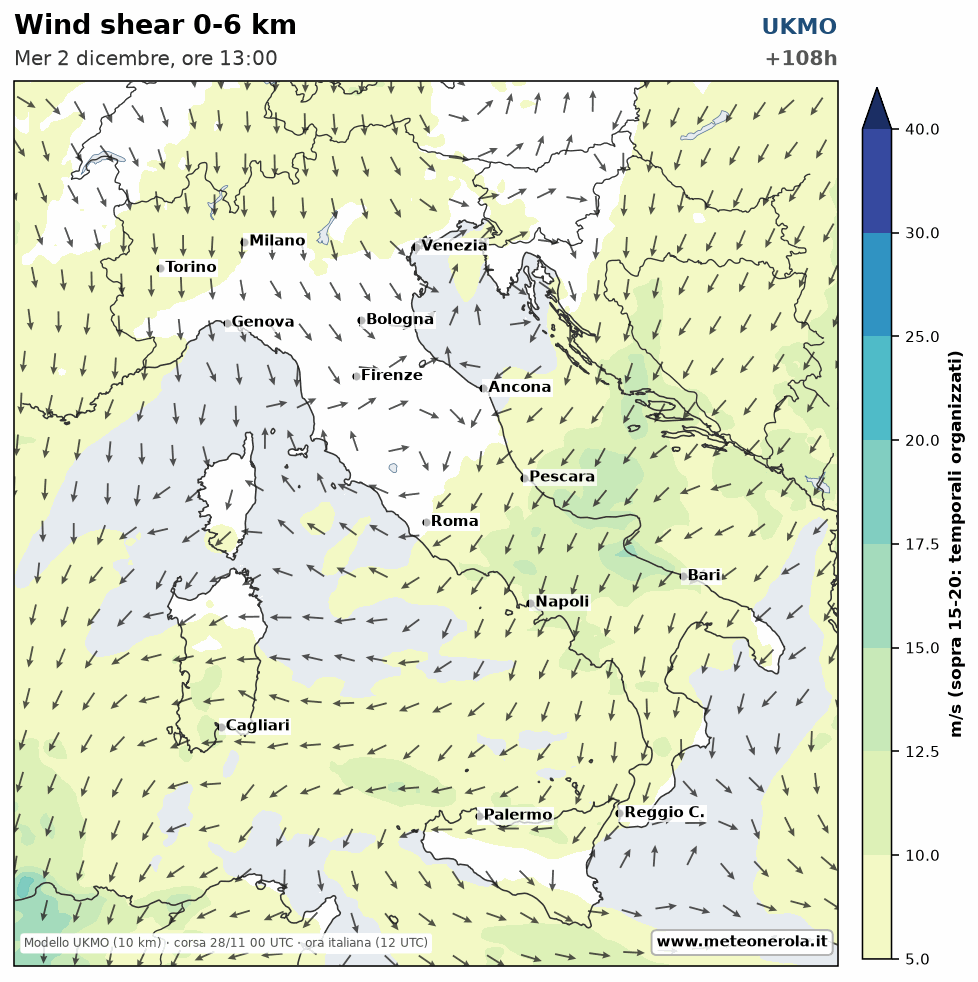 Wind shear 0-6 km
UKMO
Mer 2 dicembre, ore 13:00
+108h
Milano
Venezia
Torino
Genova
Bologna
Firenze
Ancona
Pescara
Roma
Bari
Napoli
Cagliari
Palermo
Reggio C.
Modello UKMO (10 km) · corsa 28/11 00 UTC · ora italiana (12 UTC)
www.meteonerola.it
40.0
30.0
25.0
20.0
17.5
15.0
12.5
10.0
5.0
m/s (sopra 15-20: temporali organizzati)